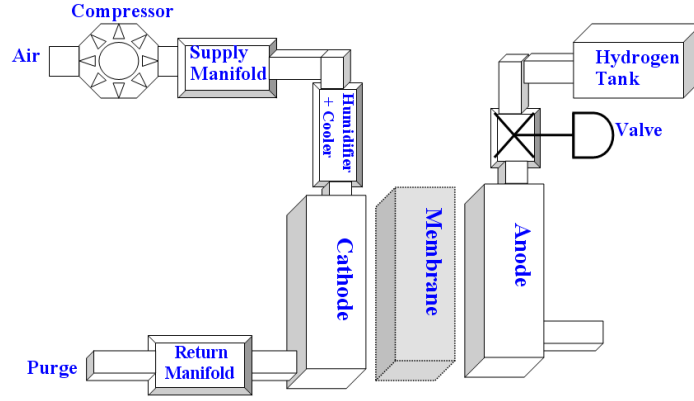 Compressor
Air
Supply
Manifold
Humidifier
+ Cooler
Hydrogen
Tank
Valve
Cathode
Membrane
Anode
Return
Manifold
Purge